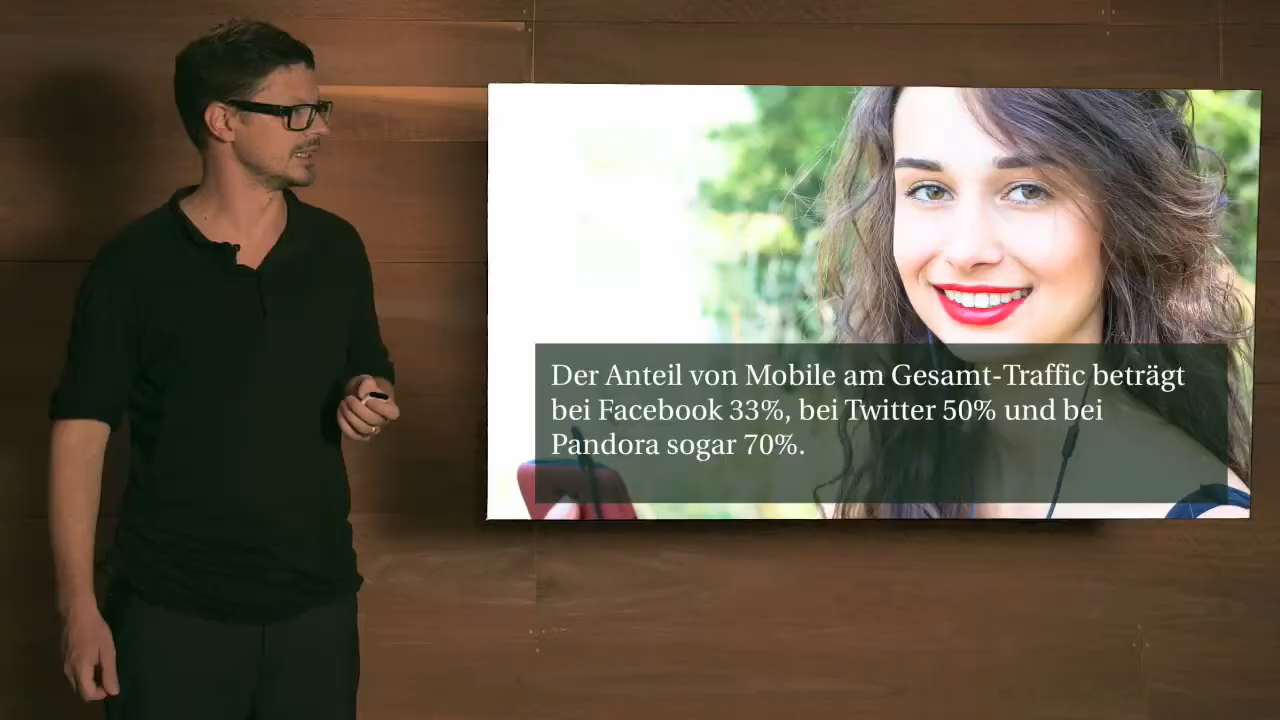 Der Anteil von Mobile am Gesamt-Traffic beträgt
bei Facebook 33%, bei Twitter 50% und bei
Pandora sogar 70%.